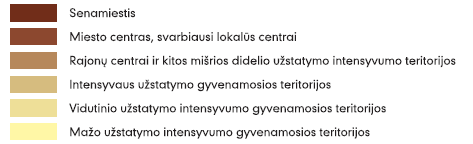 Senamiestis
Miesto centras, svarbiausi lokalūs centrai
Rajonų centrai ir kitos mišrios didelio užstatymo intensyvumo teritorijos
Intensyvaus užstatymo gyvenamosios teritorijos
Vidutinio užstatymo intensyvumo gyvenamosios teritorijos
Mažo užstatymo intensyvumo gyvenamosios teritorijos